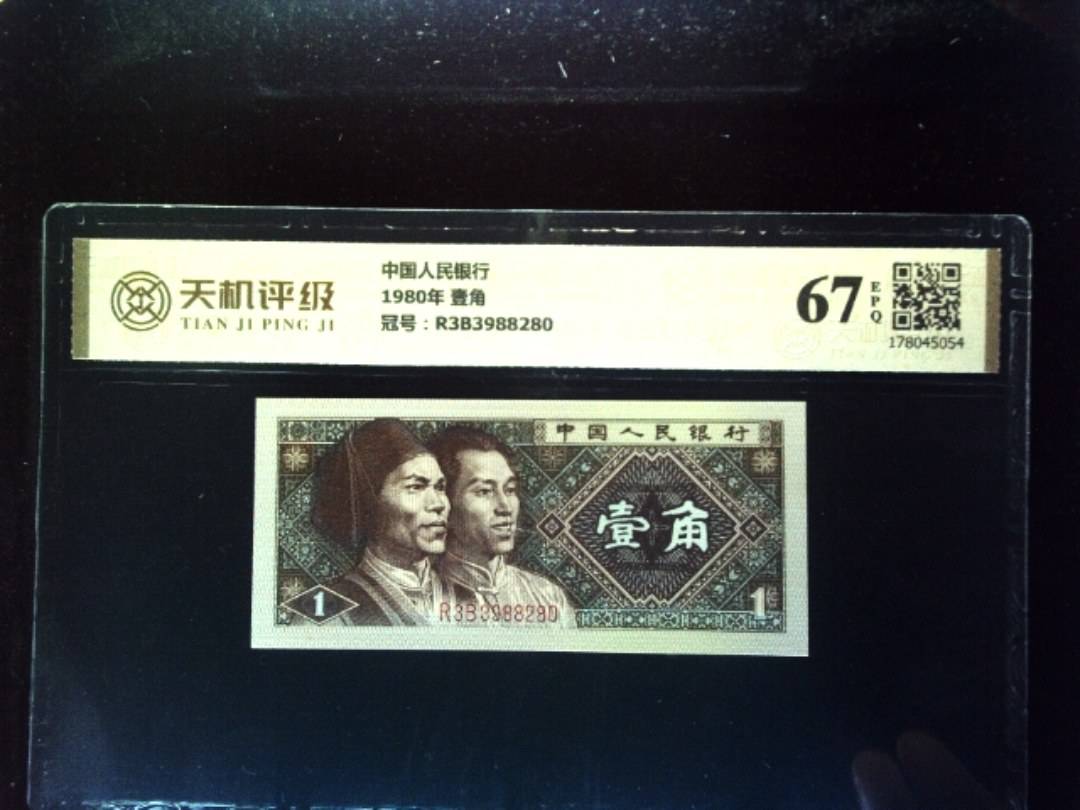 天机评级
TIAN JI PING JI
中国人民银行
1980年 壹角
冠号：R3B3988280
67
EPQ
178045054
中国人民银行
壹角
1
R3B3988280
1